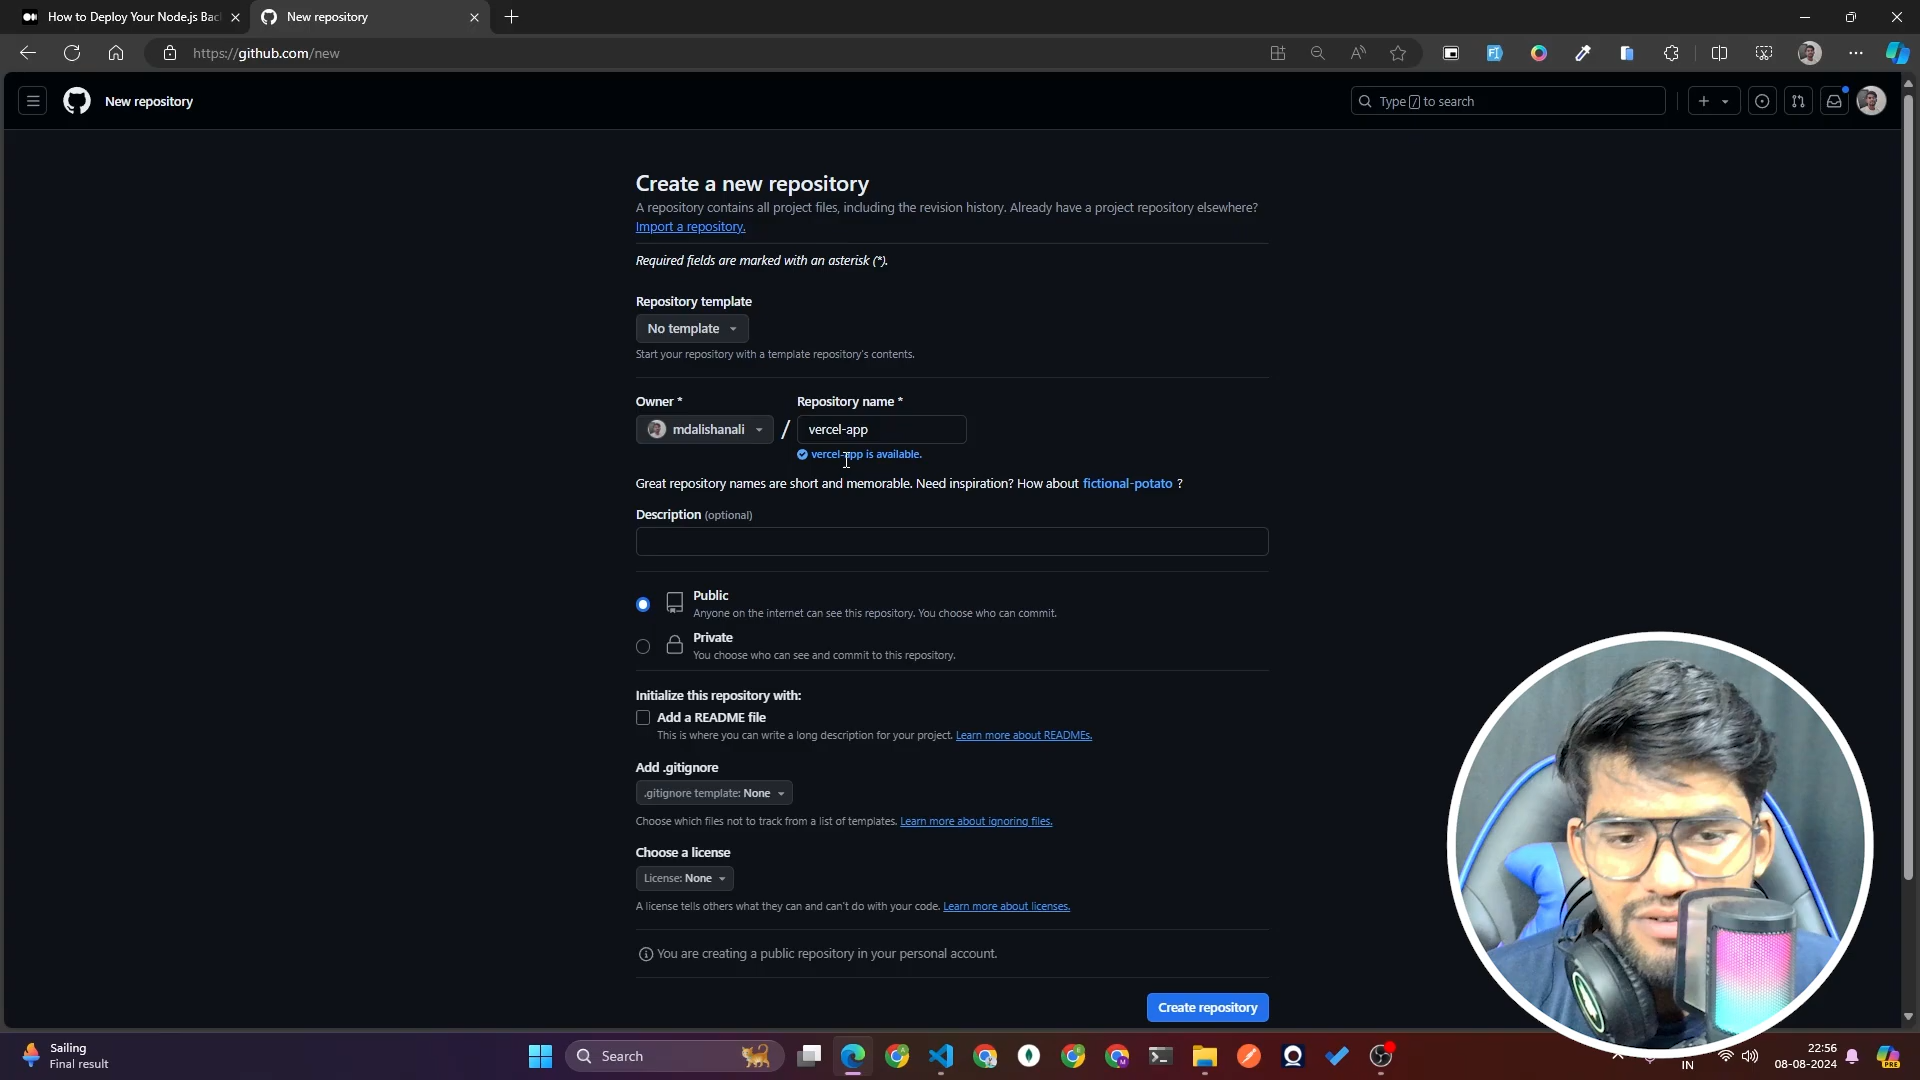 How to Deploy Your Node.js Bac
New repository
https://github.com/new
New repository
Type / to search
Create a new repository
A repository contains all project files, including the revision history. Already have a project repository elsewhere?
Import a repository.
Required fields are marked with an asterisk (*).
Repository template
No template
Start your repository with a template repository's contents.
Owner * Repository name *
mdalishanali / vercel-app
vercel-app is available.
Great repository names are short and memorable. Need inspiration? How about fictional-potato ?
Description (optional)
Public
Anyone on the internet can see this repository. You choose who can commit.
Private
You choose who can see and commit to this repository.
Initialize this repository with:
Add a README file
This is where you can write a long description for your project. Learn more about READMEs.
Add .gitignore
.gitignore template: None
Choose which files not to track from a list of templates. Learn more about ignoring files.
Choose a license
License: None
A license tells others what they can and can't do with your code. Learn more about licenses.
You are creating a public repository in your personal account.
Create repository
Sailing
Final result
Search
IN
22:56
08-08-2024
PRE